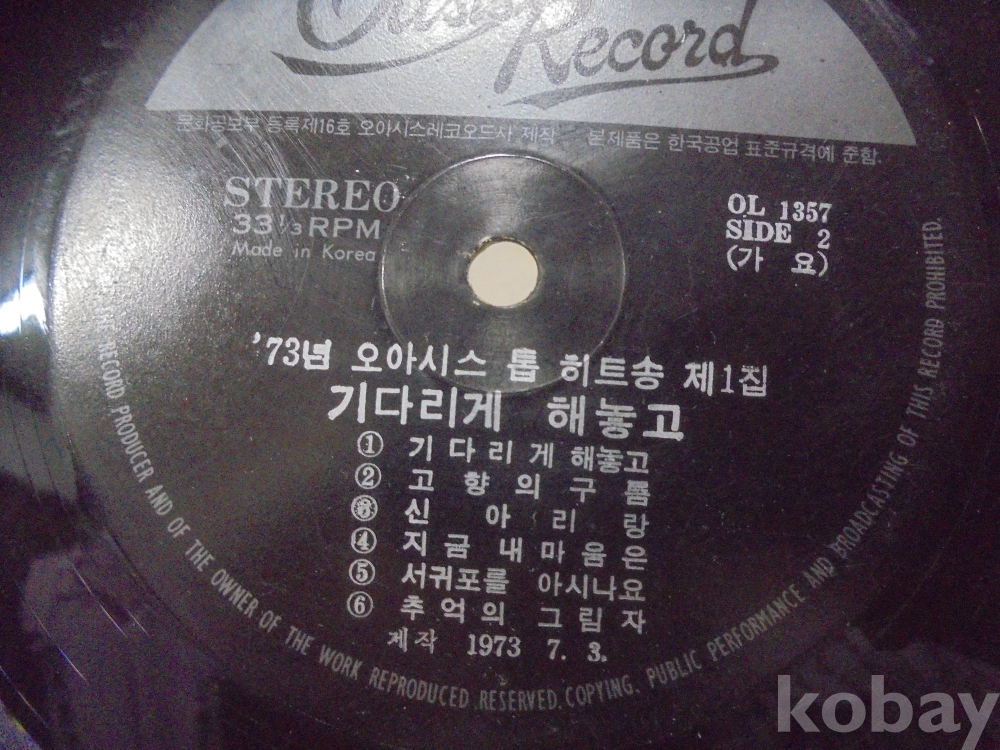 Oasis Record
문화공보부 등록제16호 오아시스레코오드사 제작 본제품은 한국공업 표준규격에 준함.
STEREO
33 1/3 RPM
Made in Korea
OL 1357
SIDE 2
(가 요)
'73년 오아시스 톱 히트송 제1집
기다리게 해놓고
① 기다리게 해놓고
② 고향의 구름
③ 신 아 리 랑
④ 지금 내마음은
⑤ 서귀포를 아시나요
⑥ 추억의 그림자
제작 1973 7. 3.
RECORD PRODUCER AND OF THE OWNER OF THE WORK REPRODUCED RESERVED. COPYING. PUBLIC PERFORMANCE AND BROADCASTING OF THIS RECORD PROHIBITED.
kobay